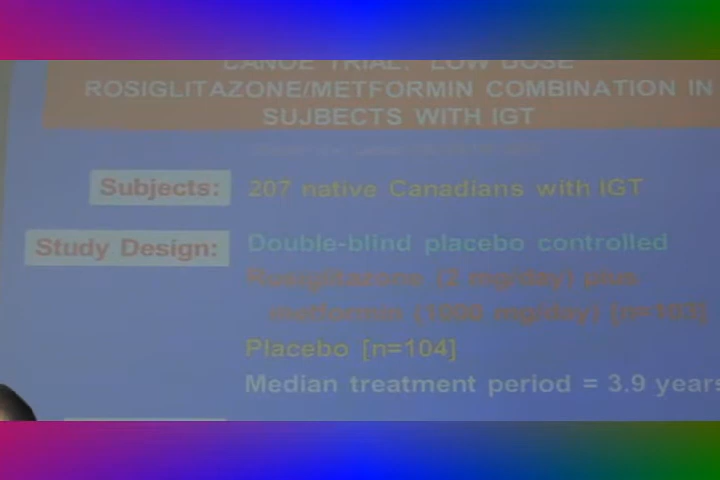 CANOE TRIAL: LOW DOSE
ROSIGLITAZONE/METFORMIN COMBINATION IN
SUJBECTS WITH IGT
Subjects: 207 native Canadians with IGT
Study Design: Double-blind placebo controlled
Rosiglitazone (2 mg/day) plus
metformin (1000 mg/day) [n=103]
Placebo [n=104]
Median treatment period = 3.9 years